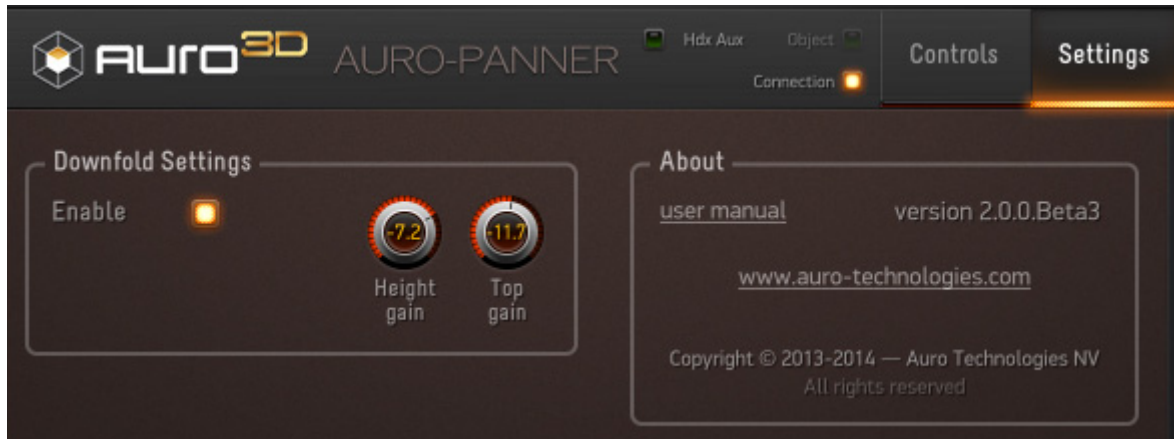 AURO 3D AURO-PANNER
Hdx Aux
Object
Connection
Controls
Settings
Downfold Settings
Enable
-7.2
-11.7
Height gain
Top gain
About
user manual
version 2.0.0.Beta3
www.auro-technologies.com
Copyright © 2013-2014 — Auro Technologies NV
All rights reserved